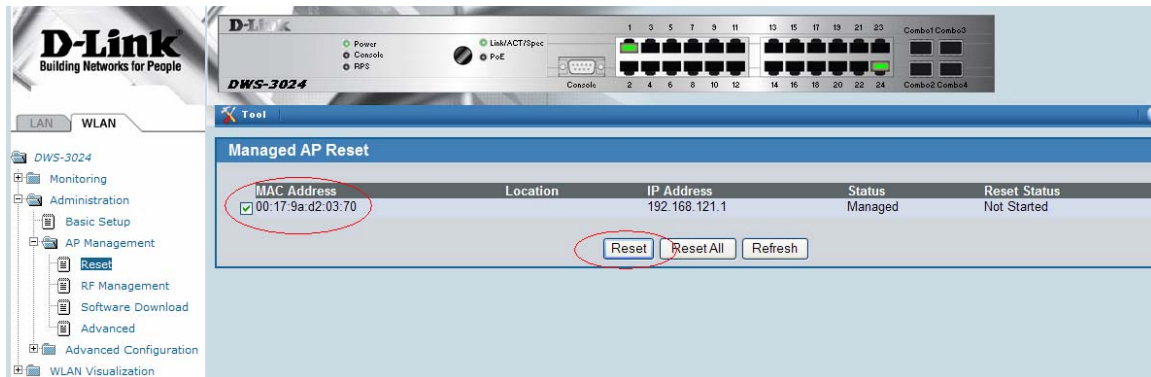 D-Link
Building Networks for People
D-Link
Power
Console
RPS
Link/ACT/Spec
PoE
DWS-3024
Console
1 3 5 7 9 11 13 15 17 19 21 23
2 4 6 8 10 12 14 16 18 20 22 24
Combo1 Combo3
Combo2 Combo4
LAN WLAN
Tool
DWS-3024
Monitoring
Administration
Basic Setup
AP Management
Reset
RF Management
Software Download
Advanced
Advanced Configuration
WLAN Visualization
Managed AP Reset
MAC Address Location IP Address Status Reset Status
00:17:9a:d2:03:70 192.168.121.1 Managed Not Started
Reset Reset All Refresh